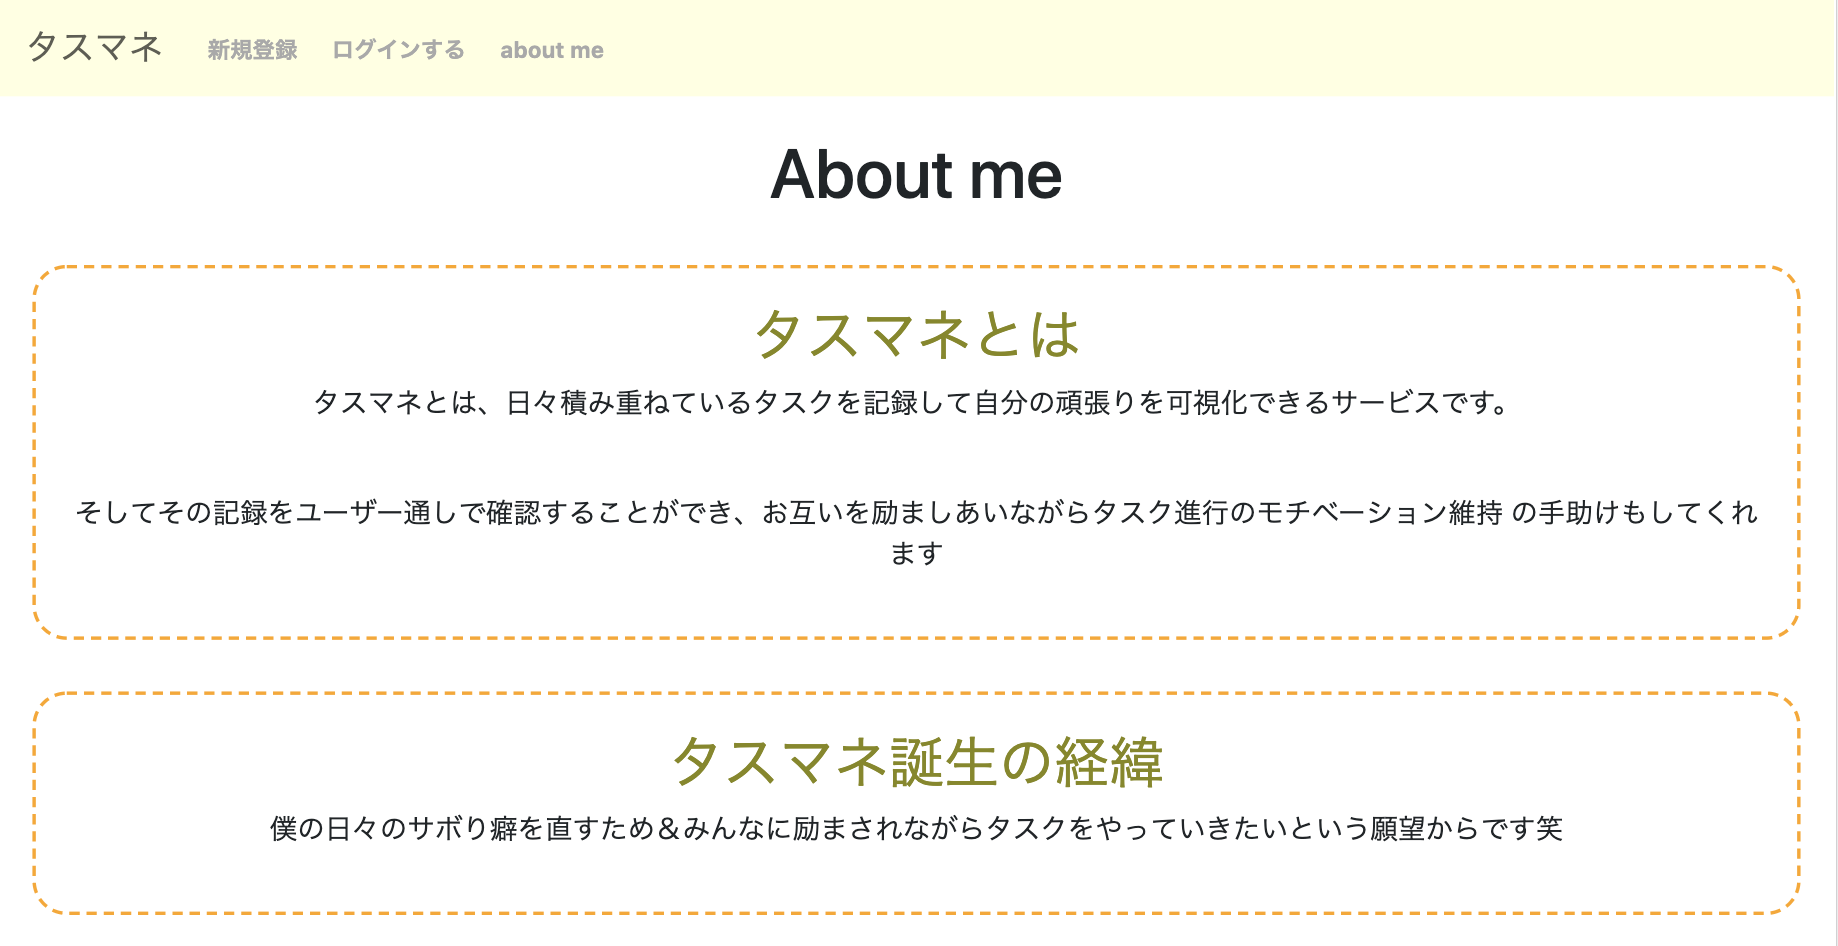 タスマネ 新規登録 ログインする about me
About me
タスマネとは
タスマネとは、日々積み重ねているタスクを記録して自分の頑張りを可視化できるサービスです。
そしてその記録をユーザー通しで確認することができ、お互いを励ましあいながらタスク進行のモチベーション維持 の手助けもしてくれ
ます
タスマネ誕生の経緯
僕の日々のサボり癖を直すため＆みんなに励まされながらタスクをやっていきたいという願望からです笑